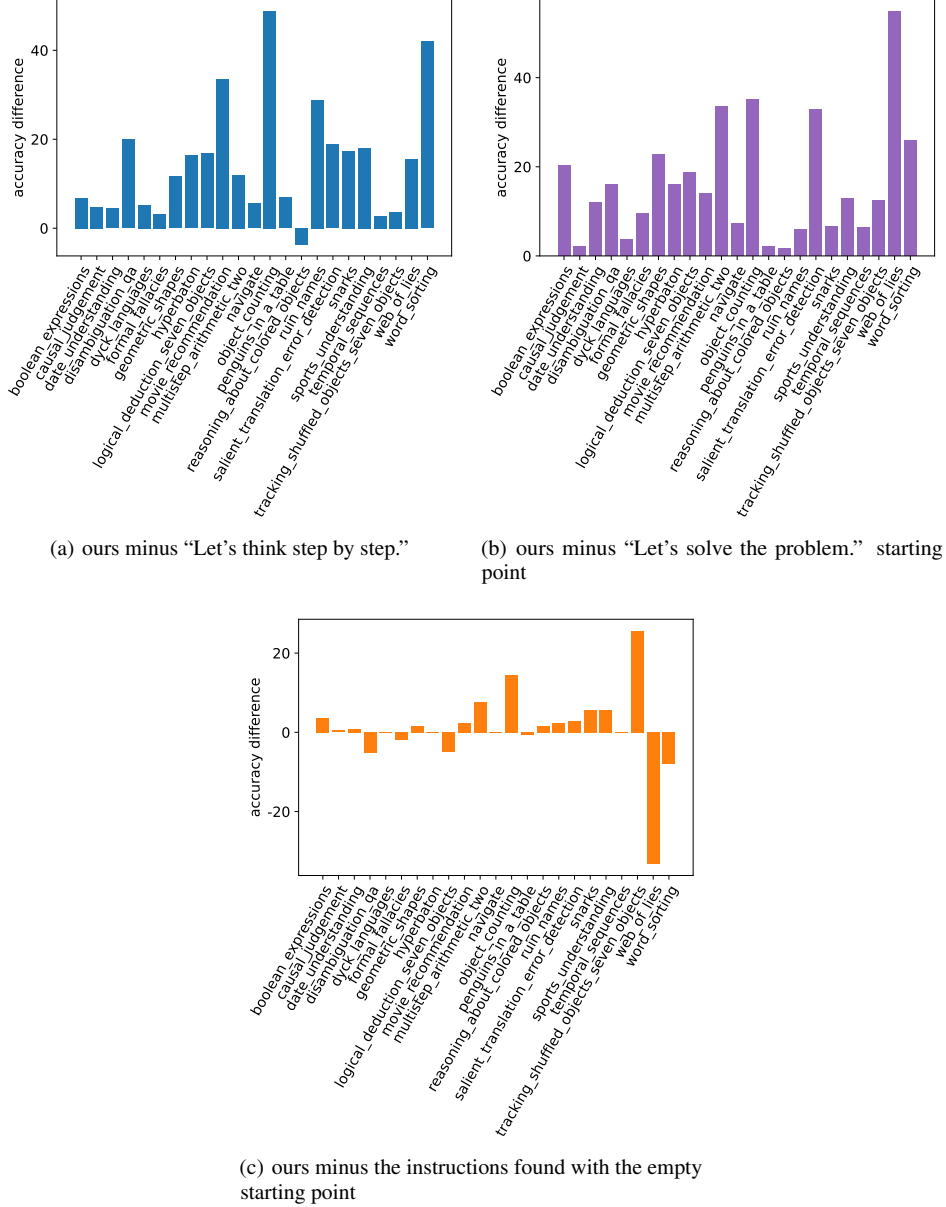 40
20
0
accuracy difference
boolean_expressions
causal_judgement
date_understanding
disambiguation_qa
dyck_languages
formal_fallacies
geometric_shapes
hyperbaton
logical_deduction_seven_objects
movie_recommendation
multistep_arithmetic_two
navigate
object_counting
penguins_in_a_table
reasoning_about_colored_objects
ruin_names
salient_translation_error_detection
snarks
sports_understanding
temporal_sequences
tracking_shuffled_objects_seven_objects
web_of_lies
word_sorting
(a) ours minus “Let’s think step by step.”
40
20
0
accuracy difference
boolean_expressions
causal_judgement
date_understanding
disambiguation_qa
dyck_languages
formal_fallacies
geometric_shapes
hyperbaton
logical_deduction_seven_objects
movie_recommendation
multistep_arithmetic_two
navigate
object_counting
penguins_in_a_table
reasoning_about_colored_objects
ruin_names
salient_translation_error_detection
snarks
sports_understanding
temporal_sequences
tracking_shuffled_objects_seven_objects
web_of_lies
word_sorting
(b) ours minus “Let’s solve the problem.” starting
point
20
0
-20
accuracy difference
boolean_expressions
causal_judgement
date_understanding
disambiguation_qa
dyck_languages
formal_fallacies
geometric_shapes
hyperbaton
logical_deduction_seven_objects
movie_recommendation
multistep_arithmetic_two
navigate
object_counting
penguins_in_a_table
reasoning_about_colored_objects
ruin_names
salient_translation_error_detection
snarks
sports_understanding
temporal_sequences
tracking_shuffled_objects_seven_objects
web_of_lies
word_sorting
(c) ours minus the instructions found with the empty
starting point